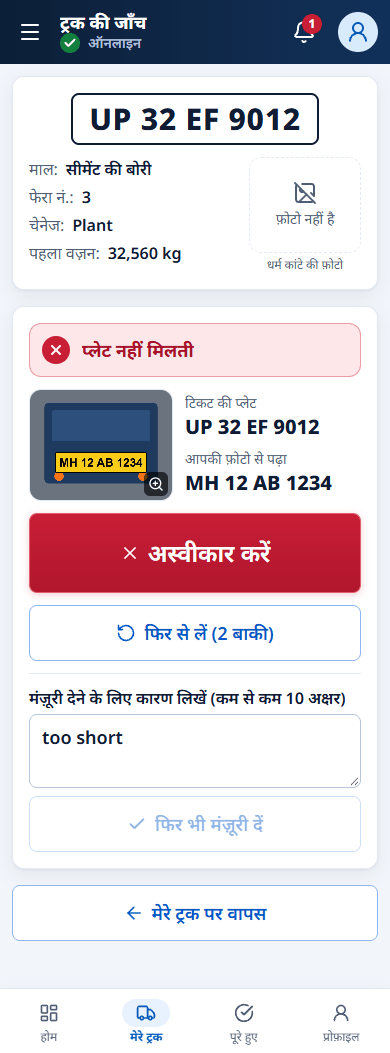 ट्रक की जाँच
ऑनलाइन
1
UP 32 EF 9012
माल: सीमेंट की बोरी
फेरा नं.: 3
चेनेज: Plant
पहला वज़न: 32,560 kg
फ़ोटो नहीं है
धर्म कांटे की फ़ोटो
प्लेट नहीं मिलती
MH 12 AB 1234
टिकट की प्लेट
UP 32 EF 9012
आपकी फ़ोटो से पढ़ा
MH 12 AB 1234
अस्वीकार करें
फिर से लें (2 बाकी)
मंज़ूरी देने के लिए कारण लिखें (कम से कम 10 अक्षर)
too short
फिर भी मंज़ूरी दें
मेरे ट्रक पर वापस
होम
मेरे ट्रक
पूरे हुए
प्रोफ़ाइल